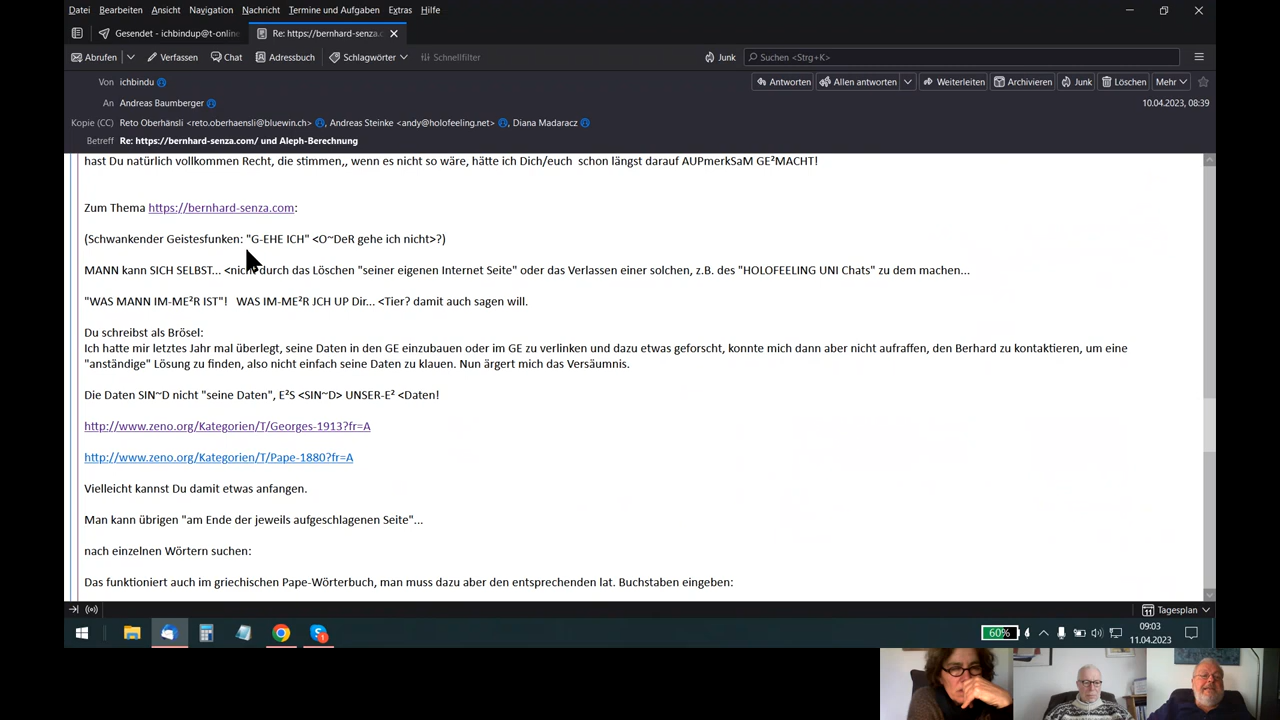 Datei Bearbeiten Ansicht Navigation Nachricht Termine und Aufgaben Extras Hilfe
Gesendet - ichbindup@t-online
Re: https://bernhard-senza.c
Abrufen Verfassen Chat Adressbuch Schlagwörter Schnellfilter Junk Suchen <Strg+K>
Von ichbindu Antworten Allen antworten Weiterleiten Archivieren Junk Löschen Mehr
An Andreas Baumberger 10.04.2023, 08:39
Kopie (CC) Reto Oberhänsli <reto.oberhaensli@bluewin.ch> , Andreas Steinke <andy@holofeeling.net> , Diana Madaracz
Betreff Re: https://bernhard-senza.com/ und Aleph-Berechnung
hast Du natürlich vollkommen Recht, die stimmen,, wenn es nicht so wäre, hätte ich Dich/euch schon längst darauf AUPmerkSaM GE²MACHT!
Zum Thema https://bernhard-senza.com:
(Schwankender Geistesfunken: "G-EHE ICH" <O~DeR gehe ich nicht>?)
MANN kann SICH SELBST... <nich durch das Löschen "seiner eigenen Internet Seite" oder das Verlassen einer solchen, z.B. des "HOLOFEELING UNI Chats" zu dem machen...
"WAS MANN IM-ME²R IST"! WAS IM-ME²R JCH UP Dir... <Tier? damit auch sagen will.
Du schreibst als Brösel:
Ich hatte mir letztes Jahr mal überlegt, seine Daten in den GE einzubauen oder im GE zu verlinken und dazu etwas geforscht, konnte mich dann aber nicht aufraffen, den Berhard zu kontaktieren, um eine
"anständige" Lösung zu finden, also nicht einfach seine Daten zu klauen. Nun ärgert mich das Versäumnis.
Die Daten SIN~D nicht "seine Daten", E²S <SIN~D> UNSER-E² <Daten!
http://www.zeno.org/Kategorien/T/Georges-1913?fr=A
http://www.zeno.org/Kategorien/T/Pape-1880?fr=A
Vielleicht kannst Du damit etwas anfangen.
Man kann übrigen "am Ende der jeweils aufgeschlagenen Seite"...
nach einzelnen Wörtern suchen:
Das funktioniert auch im griechischen Pape-Wörterbuch, man muss dazu aber den entsprechenden lat. Buchstaben eingeben:
11 Tagesplan
60% 09:03
11.04.2023